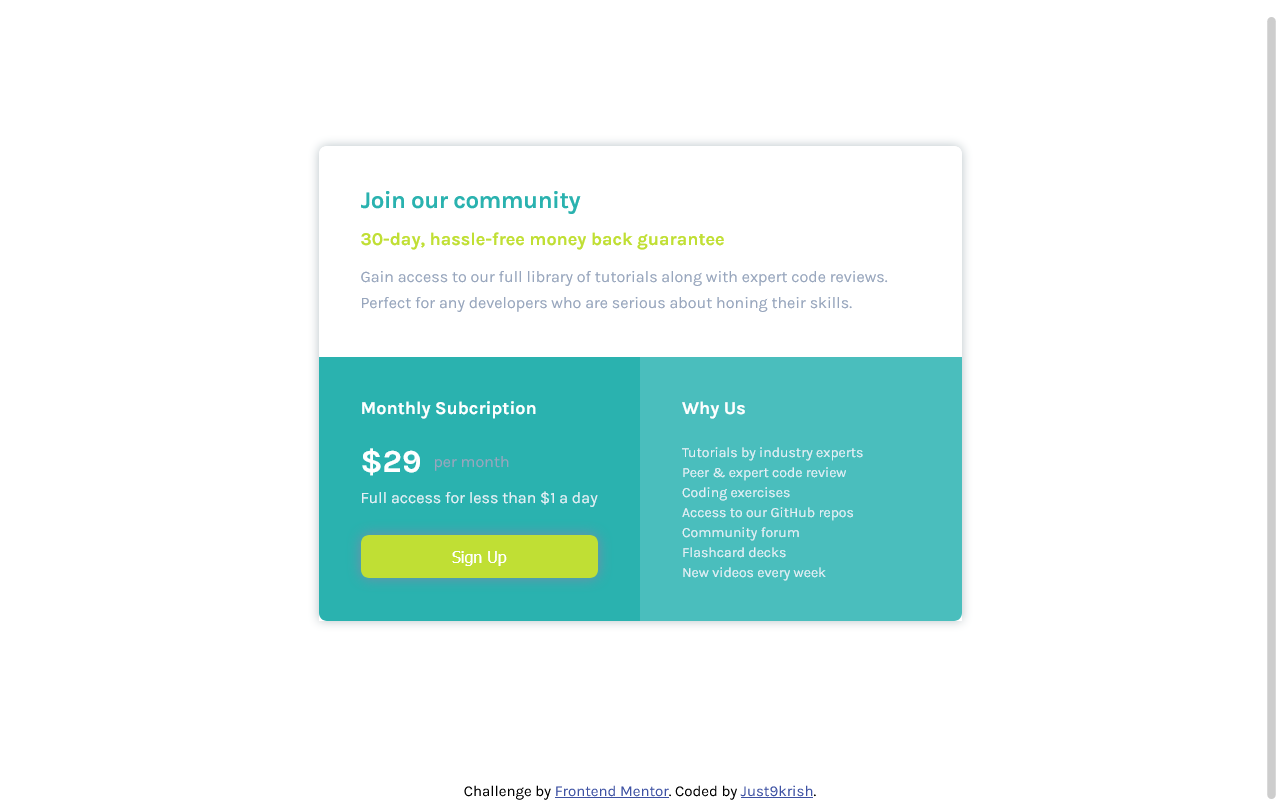 Join our community
30-day, hassle-free money back guarantee
Gain access to our full library of tutorials along with expert code reviews.
Perfect for any developers who are serious about honing their skills.
Monthly Subcription
$29 per month
Full access for less than $1 a day
Sign Up
Why Us
Tutorials by industry experts
Peer & expert code review
Coding exercises
Access to our GitHub repos
Community forum
Flashcard decks
New videos every week
Challenge by Frontend Mentor. Coded by Just9krish.